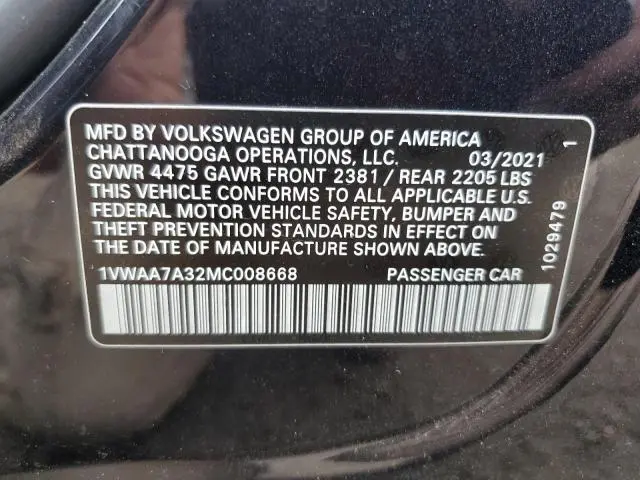 MFD BY VOLKSWAGEN GROUP OF AMERICA
CHATTANOOGA OPERATIONS, LLC. 03/2021
GVWR 4475 GAWR FRONT 2381 / REAR 2205 LBS
THIS VEHICLE CONFORMS TO ALL APPLICABLE U.S.
FEDERAL MOTOR VEHICLE SAFETY, BUMPER AND
THEFT PREVENTION STANDARDS IN EFFECT ON
THE DATE OF MANUFACTURE SHOWN ABOVE.
1VWAA7A32MC008668 PASSENGER CAR
1029479 1